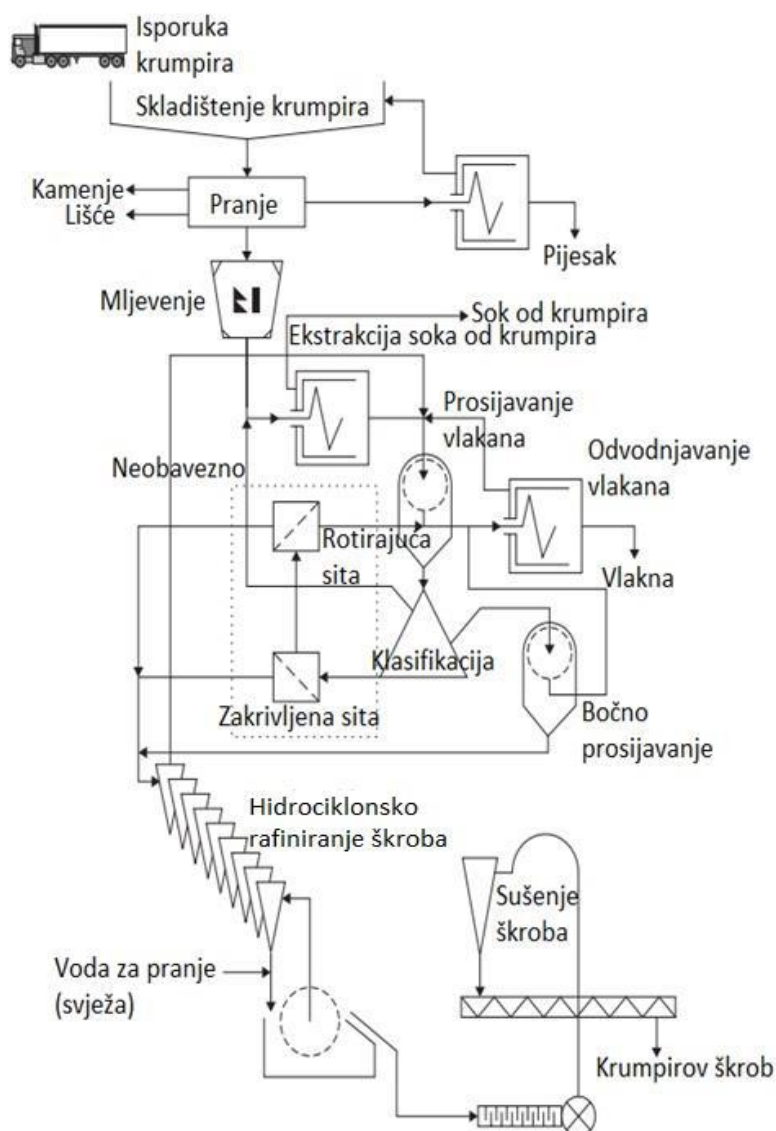 Isporuka
krumpira
Skladištenje krumpira
Kamenje
Lišće
Pranje
Pijesak
Mljevenje
Sok od krumpira
Ekstrakcija soka od krumpira
Prosijavanje
vlakana
Neobavezno
Odvodnjavanje
vlakana
Rotirajuća
sita
Vlakna
Klasifikacija
Zakrivljena sita
Bočno
prosijavanje
Hidrociklonsko
rafiniranje škroba
Sušenje
škroba
Voda za pranje
(svježa)
Krumpirov škrob